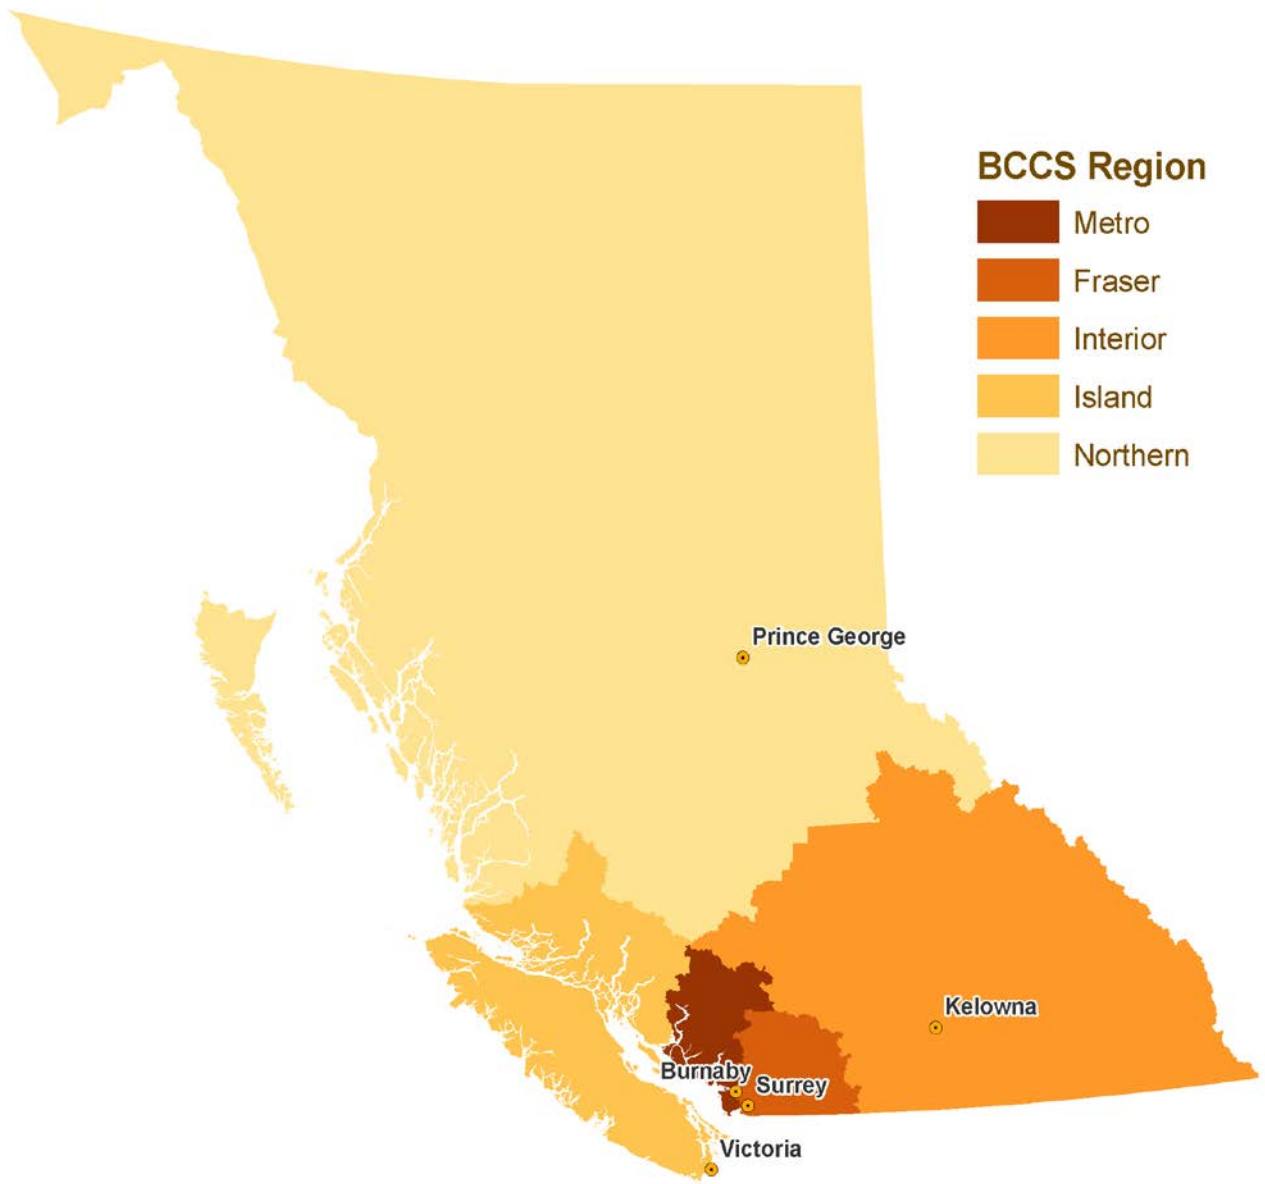 BCCS Region
Metro
Fraser
Interior
Island
Northern
Prince George
Kelowna
Burnaby
Surrey
Victoria